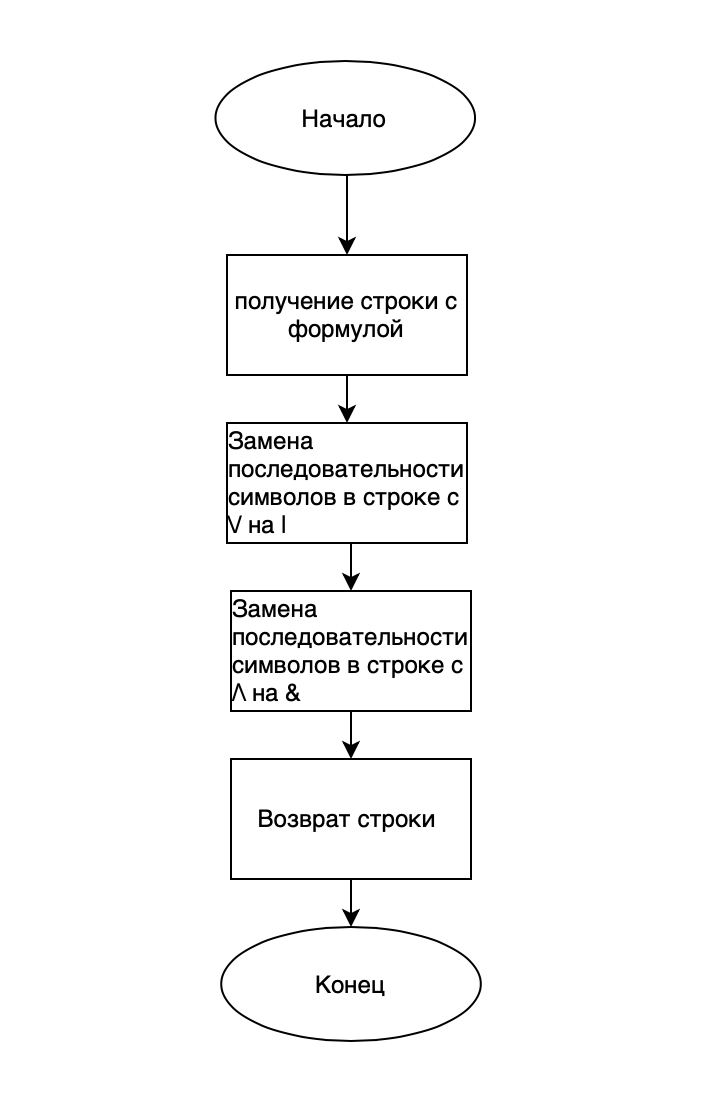 Начало
получение строки с
формулой
Замена
последовательности
символов в строке с
\/ на |
Замена
последовательности
символов в строке с
/\ на &
Возврат строки
Конец